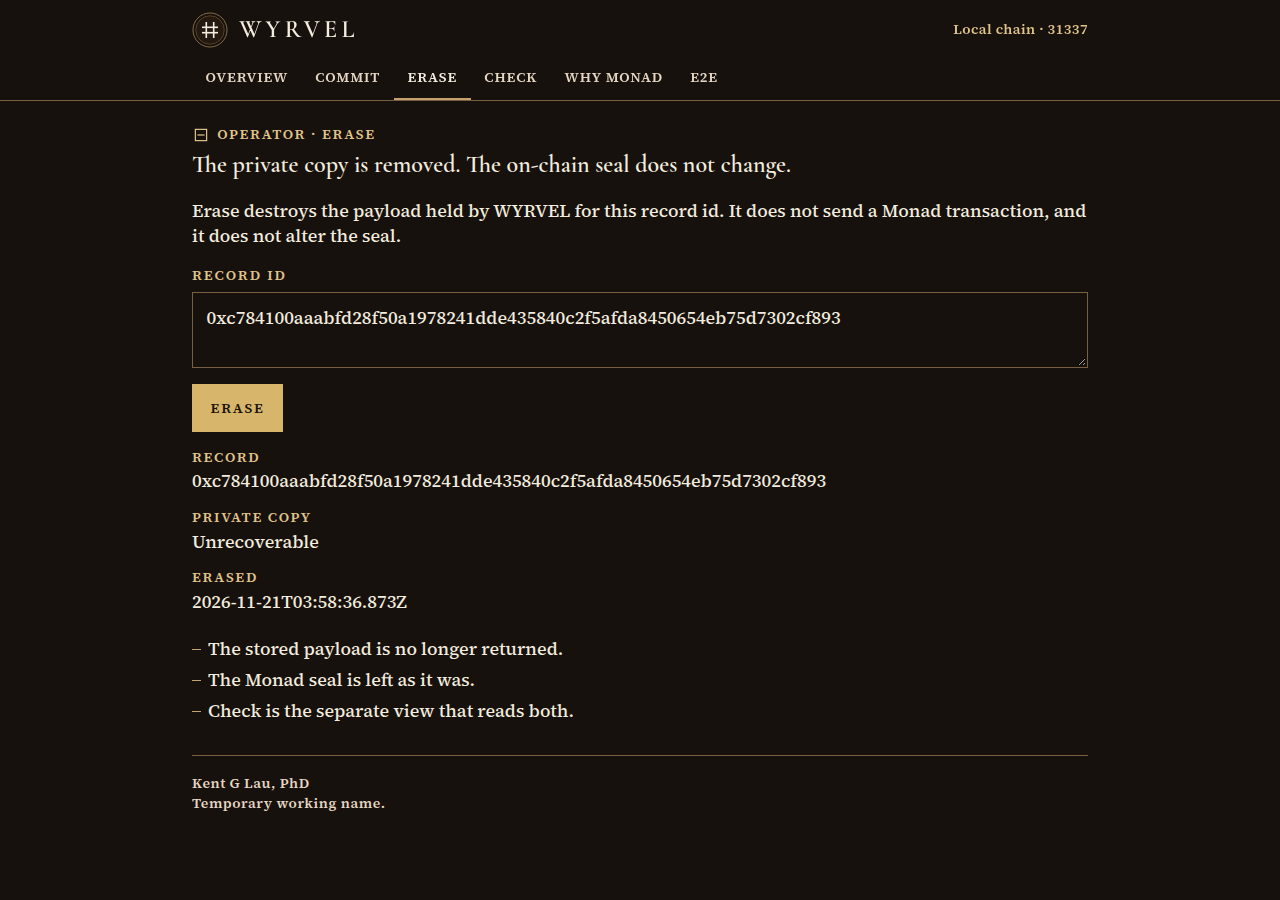 WYRVEL
Local chain · 31337
OVERVIEW COMMIT ERASE CHECK WHY MONAD E2E
OPERATOR · ERASE
The private copy is removed. The on-chain seal does not change.
Erase destroys the payload held by WYRVEL for this record id. It does not send a Monad transaction, and
it does not alter the seal.
RECORD ID
0xc784100aaabfd28f50a1978241dde435840c2f5afda8450654eb75d7302cf893
ERASE
RECORD
0xc784100aaabfd28f50a1978241dde435840c2f5afda8450654eb75d7302cf893
PRIVATE COPY
Unrecoverable
ERASED
2026-11-21T03:58:36.873Z
– The stored payload is no longer returned.
– The Monad seal is left as it was.
– Check is the separate view that reads both.
Kent G Lau, PhD
Temporary working name.